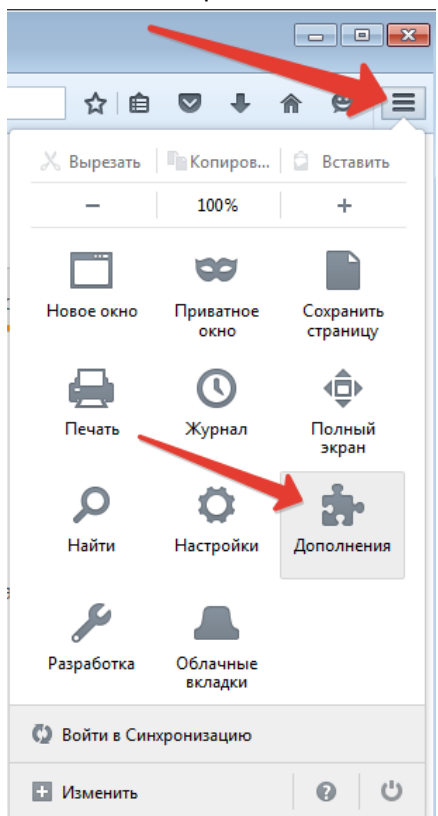 Вырезать Копиров... Вставить
100%
Новое окно Приватное окно Сохранить страницу
Печать Журнал Полный экран
Найти Настройки Дополнения
Разработка Облачные вкладки
Войти в Синхронизацию
Изменить